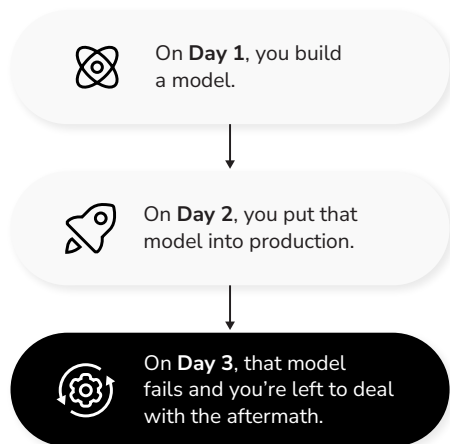 On Day 1, you build
a model.
On Day 2, you put that
model into production.
On Day 3, that model
fails and you’re left to deal
with the aftermath.